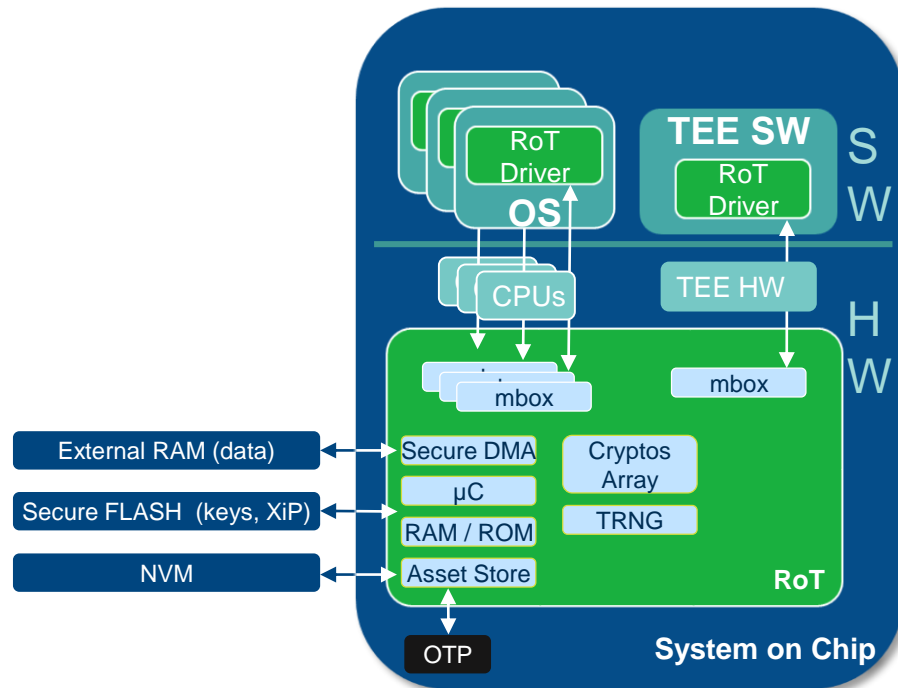 RoT
Driver
OS
TEE SW
RoT
Driver
S
W
CPUs
TEE HW
H
W
mbox
mbox
External RAM (data)
Secure DMA
Cryptos
Array
µC
Secure FLASH (keys, XiP)
RAM / ROM
TRNG
NVM
Asset Store
RoT
OTP
System on Chip